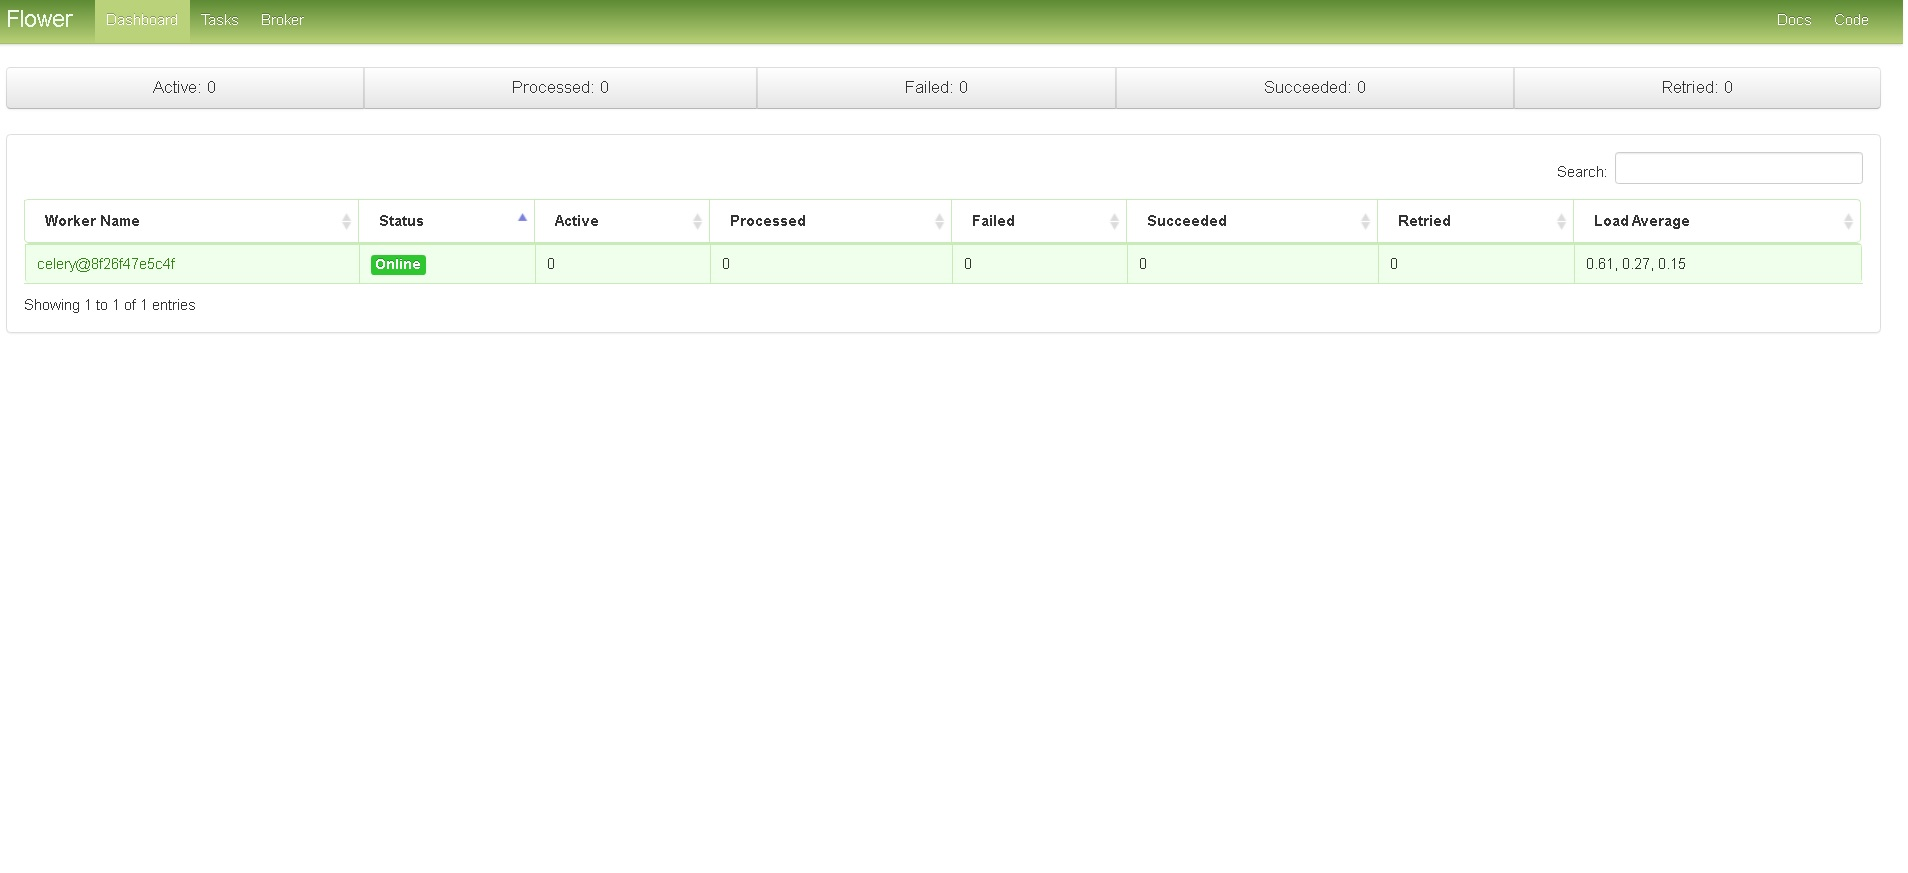 Flower Dashboard Tasks Broker Docs Code
Active: 0 Processed: 0 Failed: 0 Succeeded: 0 Retried: 0
Search:
Worker Name Status Active Processed Failed Succeeded Retried Load Average
celery@8f26f47e5c4f Online 0 0 0 0 0 0.61, 0.27, 0.15
Showing 1 to 1 of 1 entries